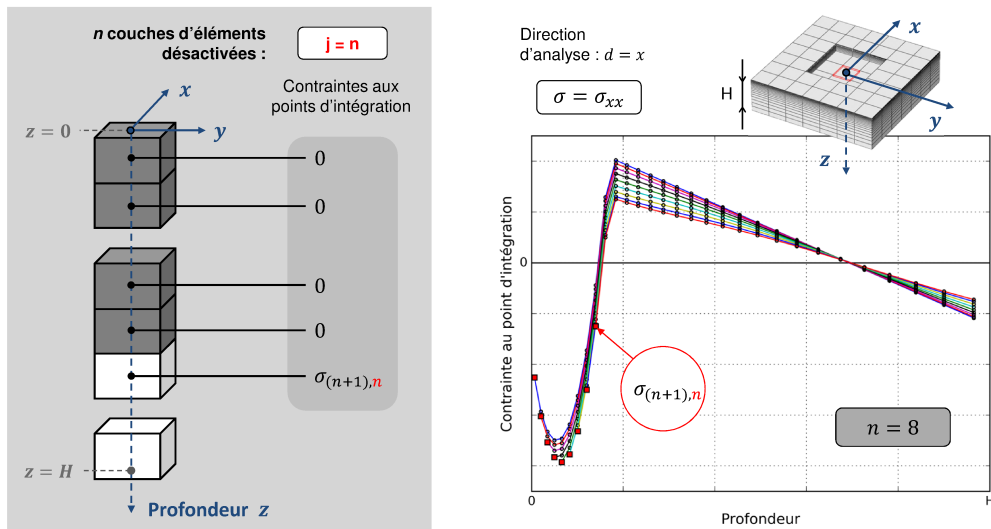 n couches d'éléments
désactivées :
j = n
Contraintes aux
points d'intégration
x
z = 0
y
0
0
0
0
σ(n+1),n
z = H
Profondeur z
Direction
d'analyse : d = x
σ = σxx
x
H
y
z
Contrainte au point d'intégration
0
σ(n+1),n
n = 8
0
H
Profondeur